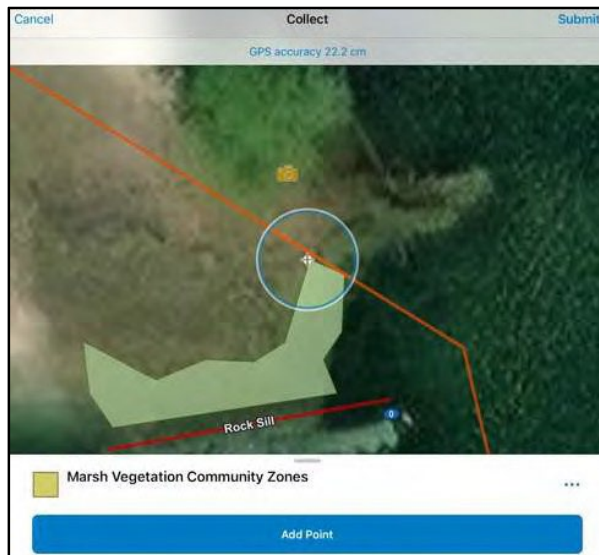 Cancel Collect Submit
GPS accuracy 22.2 cm
Rock Sill
0
Marsh Vegetation Community Zones
Add Point